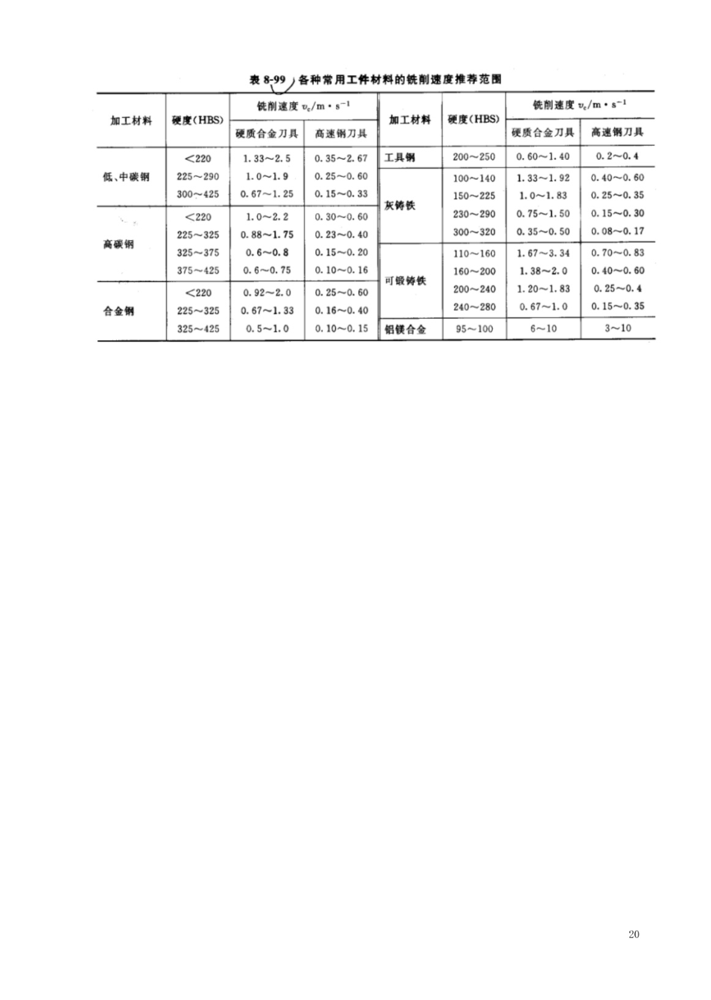 表 8-99 各种常用工件材料的铣削速度推荐范围
加工材料 硬度(HBS) 铣削速度 v_c/m·s⁻¹ 加工材料 硬度(HBS) 铣削速度 v_c/m·s⁻¹
硬质合金刀具 高速钢刀具 硬质合金刀具 高速钢刀具
低、中碳钢
<220 1.33～2.5 0.35～2.67
225～290 1.0～1.9 0.25～0.60
300～425 0.67～1.25 0.15～0.33
高碳钢
<220 1.0～2.2 0.30～0.60
225～325 0.88～1.75 0.23～0.40
325～375 0.6～0.8 0.15～0.20
375～425 0.6～0.75 0.10～0.16
合金钢
<220 0.92～2.0 0.25～0.60
225～325 0.67～1.33 0.16～0.40
325～425 0.5～1.0 0.10～0.15
工具钢 200～250 0.60～1.40 0.2～0.4
灰铸铁
100～140 1.33～1.92 0.40～0.60
150～225 1.0～1.83 0.25～0.35
230～290 0.75～1.50 0.15～0.30
300～320 0.35～0.50 0.08～0.17
可锻铸铁
110～160 1.67～3.34 0.70～0.83
160～200 1.38～2.0 0.40～0.60
200～240 1.20～1.83 0.25～0.4
240～280 0.67～1.0 0.15～0.35
铝镁合金 95～100 6～10 3～10
20